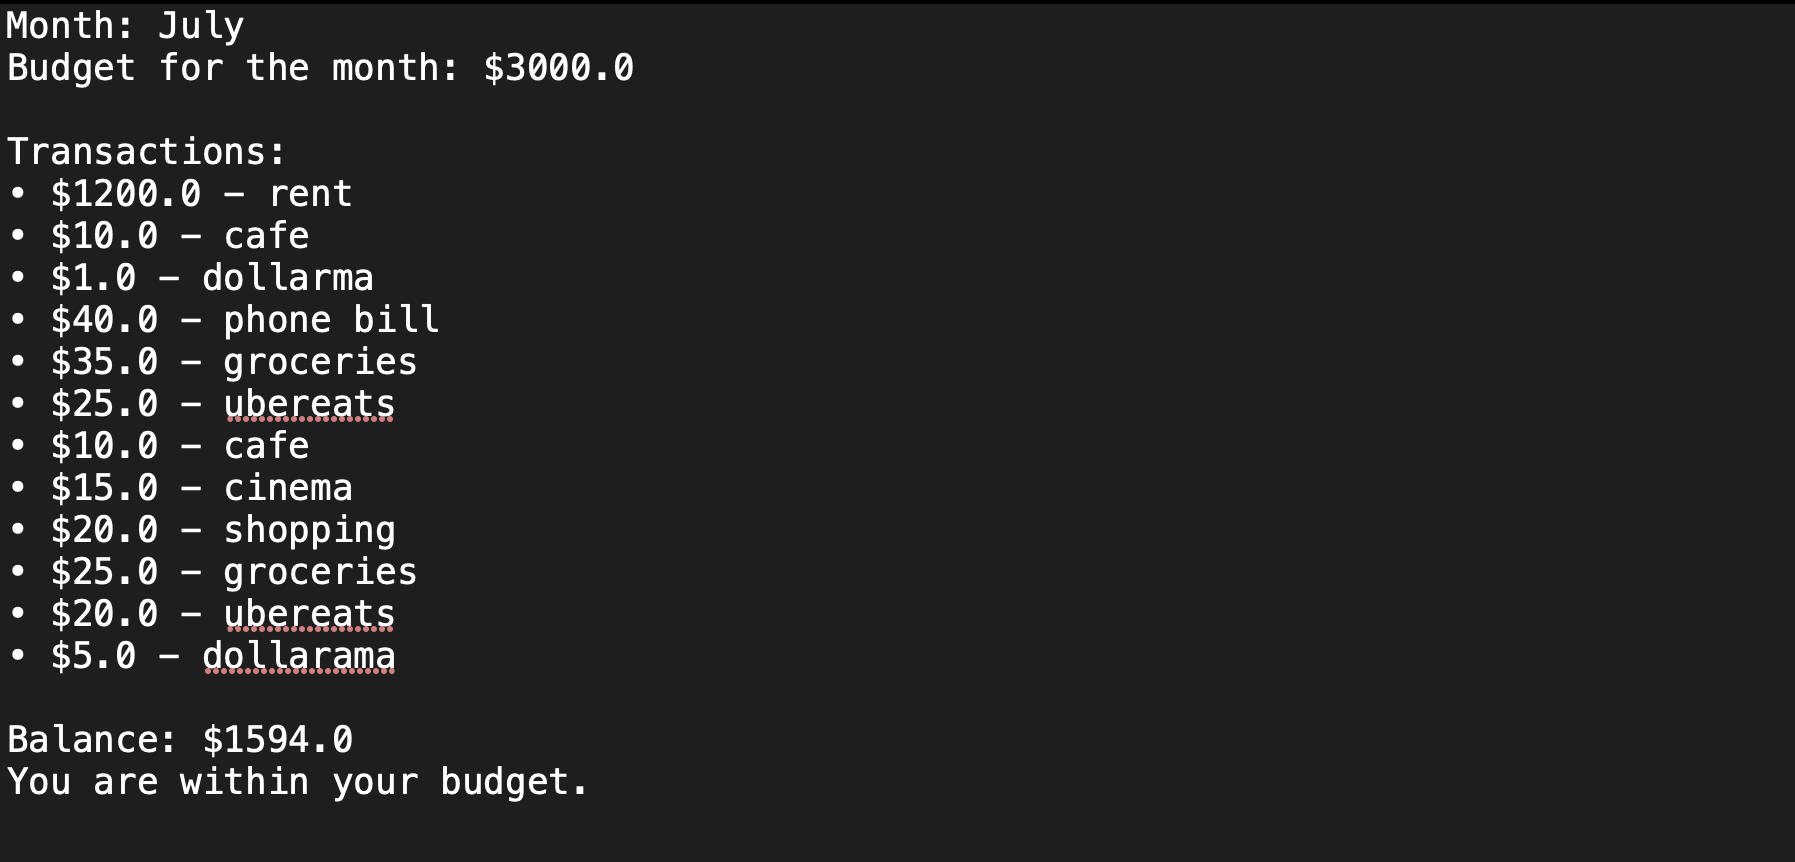 Month: July
Budget for the month: $3000.0
Transactions:
• $1200.0 – rent
• $10.0 – cafe
• $1.0 – dollarma
• $40.0 – phone bill
• $35.0 – groceries
• $25.0 – ubereats
• $10.0 – cafe
• $15.0 – cinema
• $20.0 – shopping
• $25.0 – groceries
• $20.0 – ubereats
• $5.0 – dollarama
Balance: $1594.0
You are within your budget.